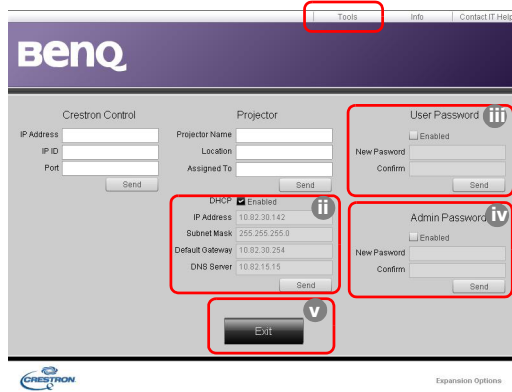 Tools Info Contact IT Help
BenQ
Crestron Control Projector User Password iii
IP Address Projector Name Enabled
IP ID Location New Pasword
Port Assigned To Confirm
Send Send Send
DHCP Enabled ii
IP Address 10.82.30.142 Admin Password iv
Subnet Mask 255.255.255.0 Enabled
Default Gateway 10.82.30.254 New Pasword
DNS Server 10.82.15.15 Confirm
Send Send
v
Exit
CRESTRON Expansion Options